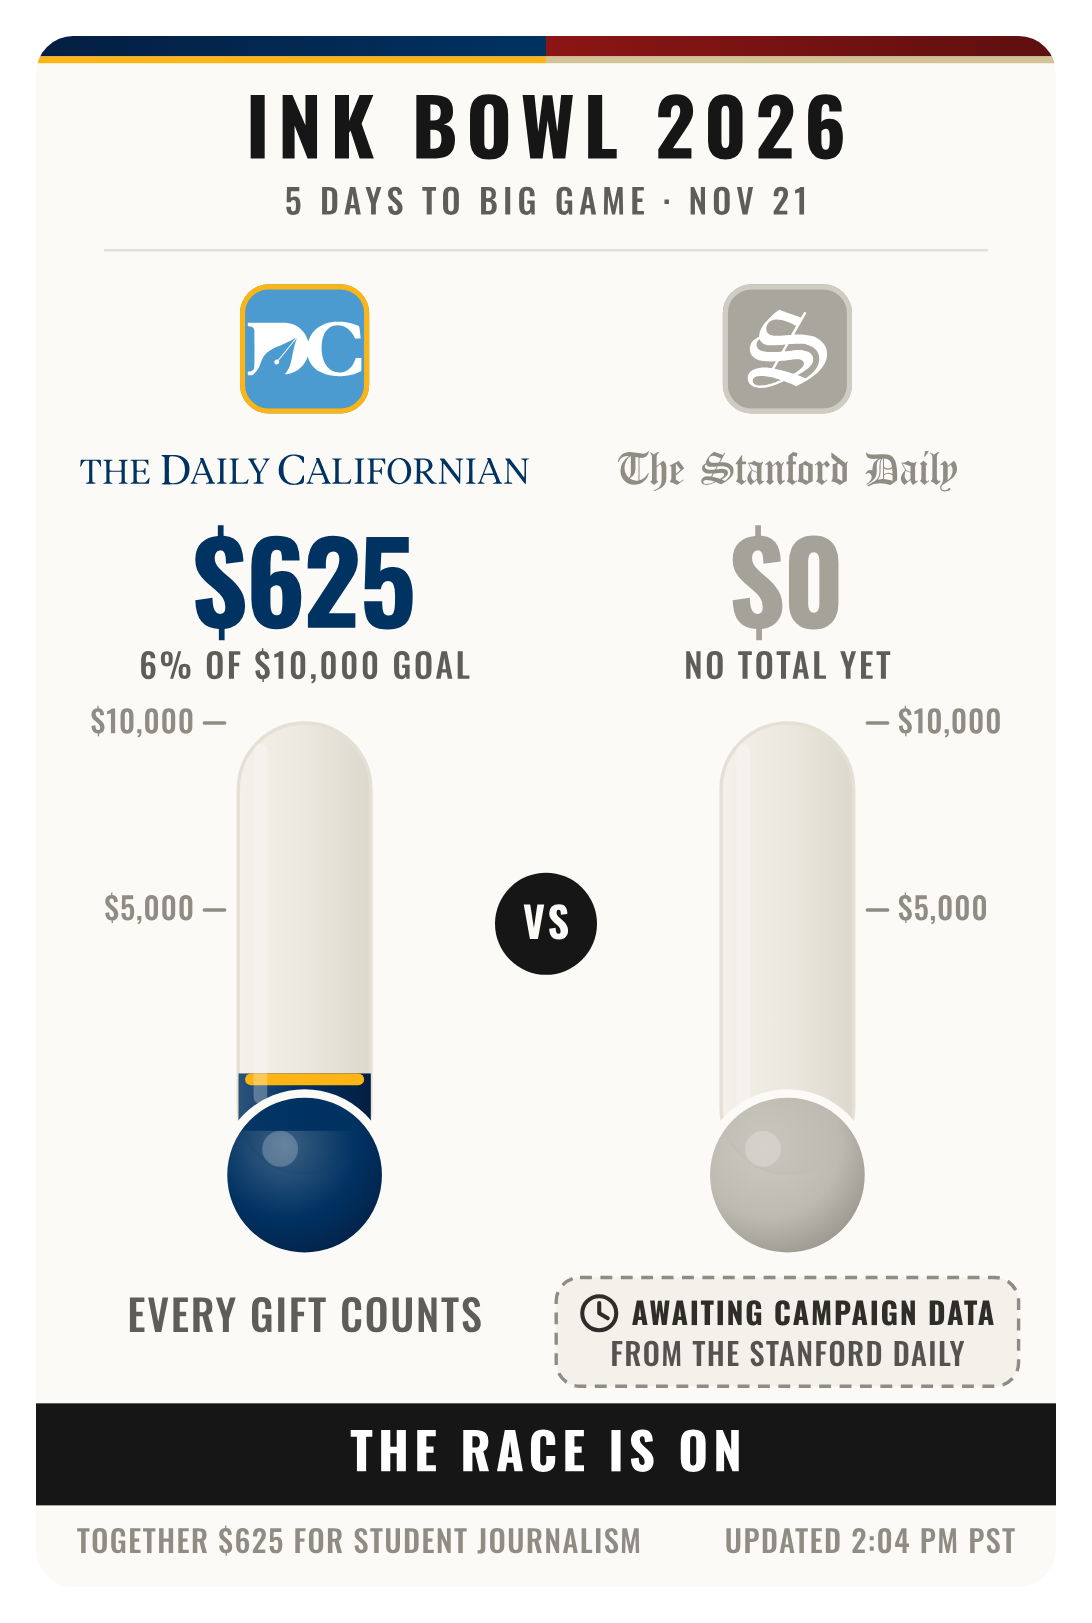 INK BOWL 2026
5 DAYS TO BIG GAME · NOV 21
DC
S
THE DAILY CALIFORNIAN
The Stanford Daily
$625
$0
6% OF $10,000 GOAL
NO TOTAL YET
$10,000
$10,000
$5,000
$5,000
VS
EVERY GIFT COUNTS
AWAITING CAMPAIGN DATA
FROM THE STANFORD DAILY
THE RACE IS ON
TOGETHER $625 FOR STUDENT JOURNALISM
UPDATED 2:04 PM PST